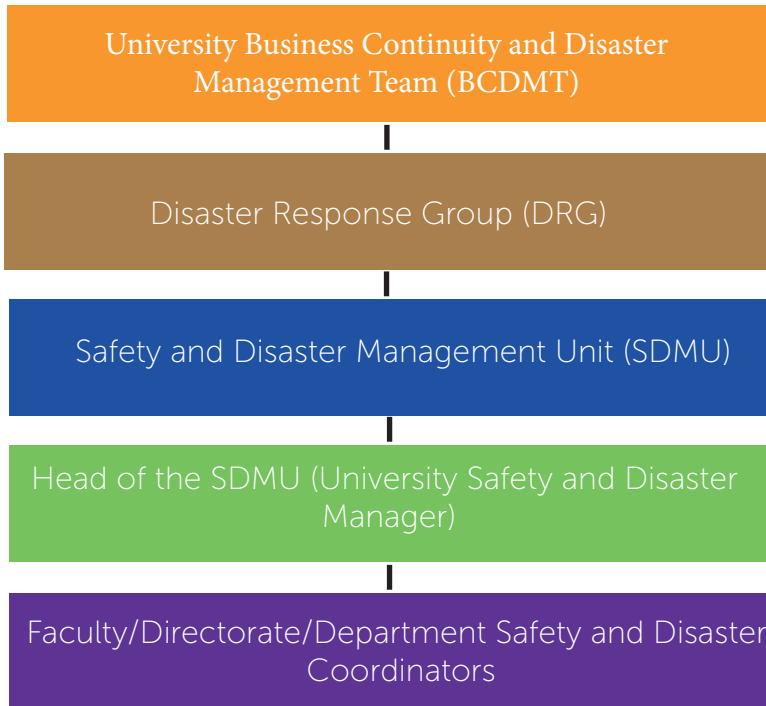 University Business Continuity and Disaster
Management Team (BCDMT)
Disaster Response Group (DRG)
Safety and Disaster Management Unit (SDMU)
Head of the SDMU (University Safety and Disaster
Manager)
Faculty/Directorate/Department Safety and Disaster
Coordinators